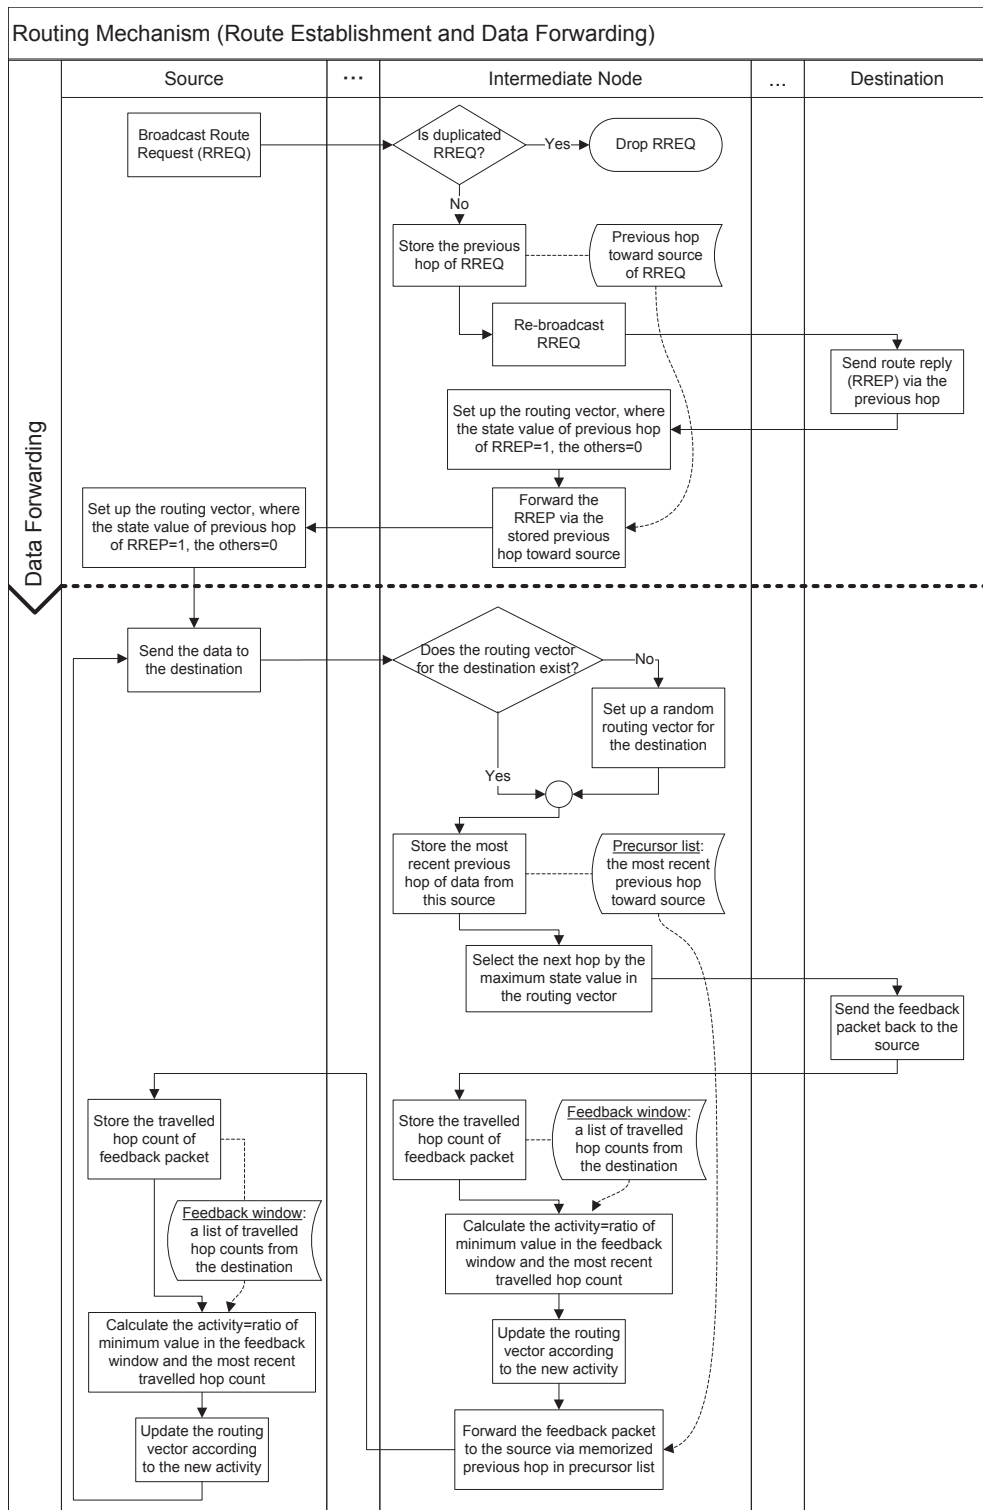 Routing Mechanism (Route Establishment and Data Forwarding)
Source
...
Intermediate Node
...
Destination
Broadcast Route
Request (RREQ)
Is duplicated
RREQ?
Yes
Drop RREQ
No
Store the previous
hop of RREQ
Previous hop
toward source
of RREQ
Re-broadcast
RREQ
Send route reply
(RREP) via the
previous hop
Set up the routing vector, where
the state value of previous hop
of RREP=1, the others=0
Forward the
RREP via the
stored previous
hop toward source
Set up the routing vector, where
the state value of previous hop
of RREP=1, the others=0
Data Forwarding
Send the data to
the destination
Does the routing vector
for the destination exist?
No
Set up a random
routing vector for
the destination
Yes
Store the most
recent previous
hop of data from
this source
Precursor list:
the most recent
previous hop
toward source
Select the next hop by the
maximum state value in
the routing vector
Send the feedback
packet back to the
source
Store the travelled
hop count of
feedback packet
Feedback window:
a list of travelled
hop counts from
the destination
Calculate the activity=ratio of
minimum value in the feedback
window and the most recent
travelled hop count
Update the routing
vector according
to the new activity
Forward the feedback packet
to the source via memorized
previous hop in precursor list
Store the travelled
hop count of
feedback packet
Feedback window:
a list of travelled
hop counts from
the destination
Calculate the activity=ratio of
minimum value in the feedback
window and the most recent
travelled hop count
Update the routing
vector according
to the new activity